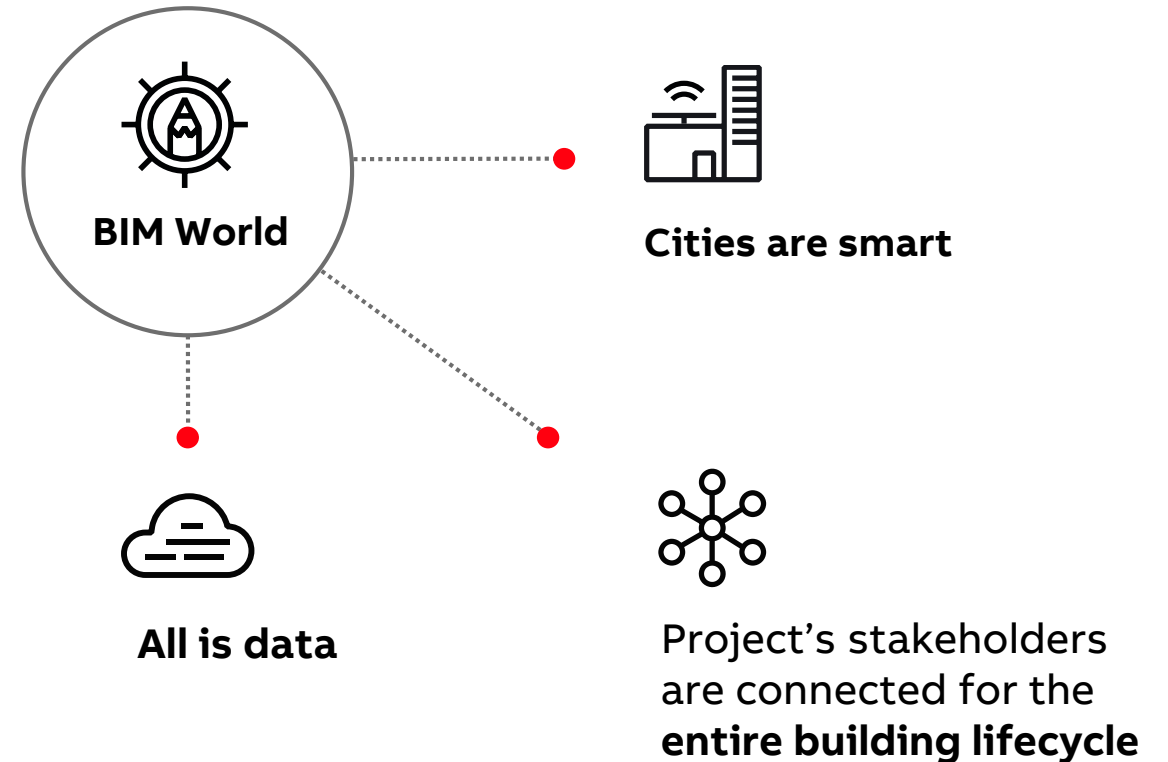 BIM World
Cities are smart
All is data
Project’s stakeholders
are connected for the
entire building lifecycle